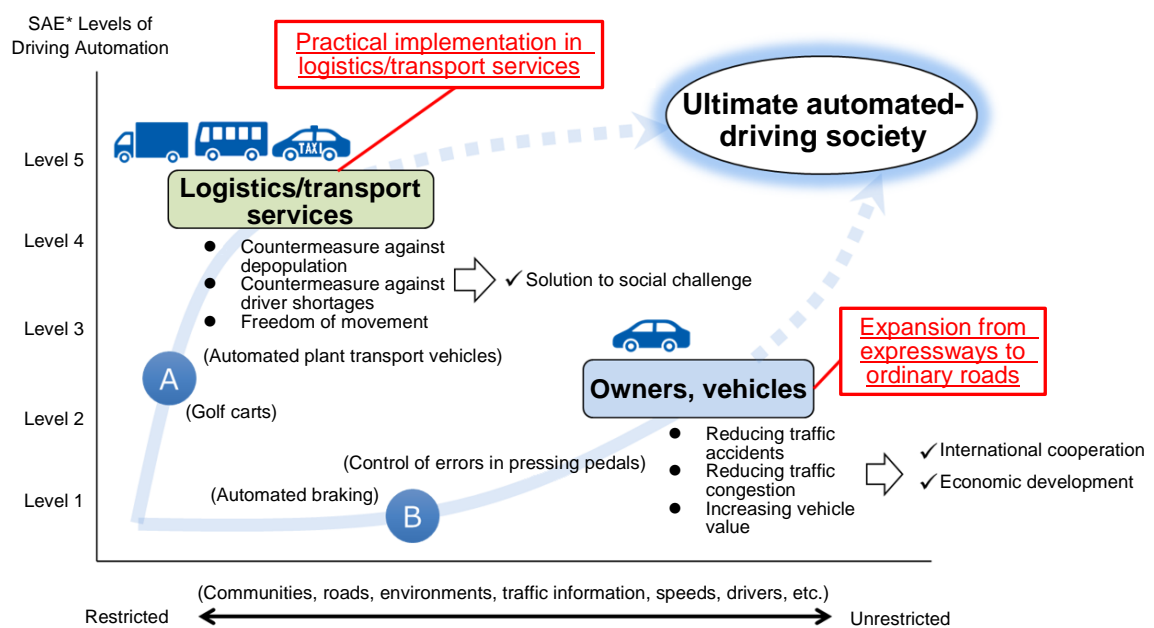 SAE* Levels of
Driving Automation
Practical implementation in
logistics/transport services
Ultimate automated-
driving society
TAXI
Level 5
Logistics/transport
services
Level 4
● Countermeasure against
depopulation
● Countermeasure against
driver shortages
● Freedom of movement
✓ Solution to social challenge
Level 3
Expansion from
expressways to
ordinary roads
(Automated plant transport vehicles)
A
Owners, vehicles
(Golf carts)
Level 2
● Reducing traffic
accidents
● Reducing traffic
congestion
● Increasing vehicle
value
✓ International cooperation
✓ Economic development
(Control of errors in pressing pedals)
(Automated braking)
Level 1
B
(Communities, roads, environments, traffic information, speeds, drivers, etc.)
Restricted
Unrestricted